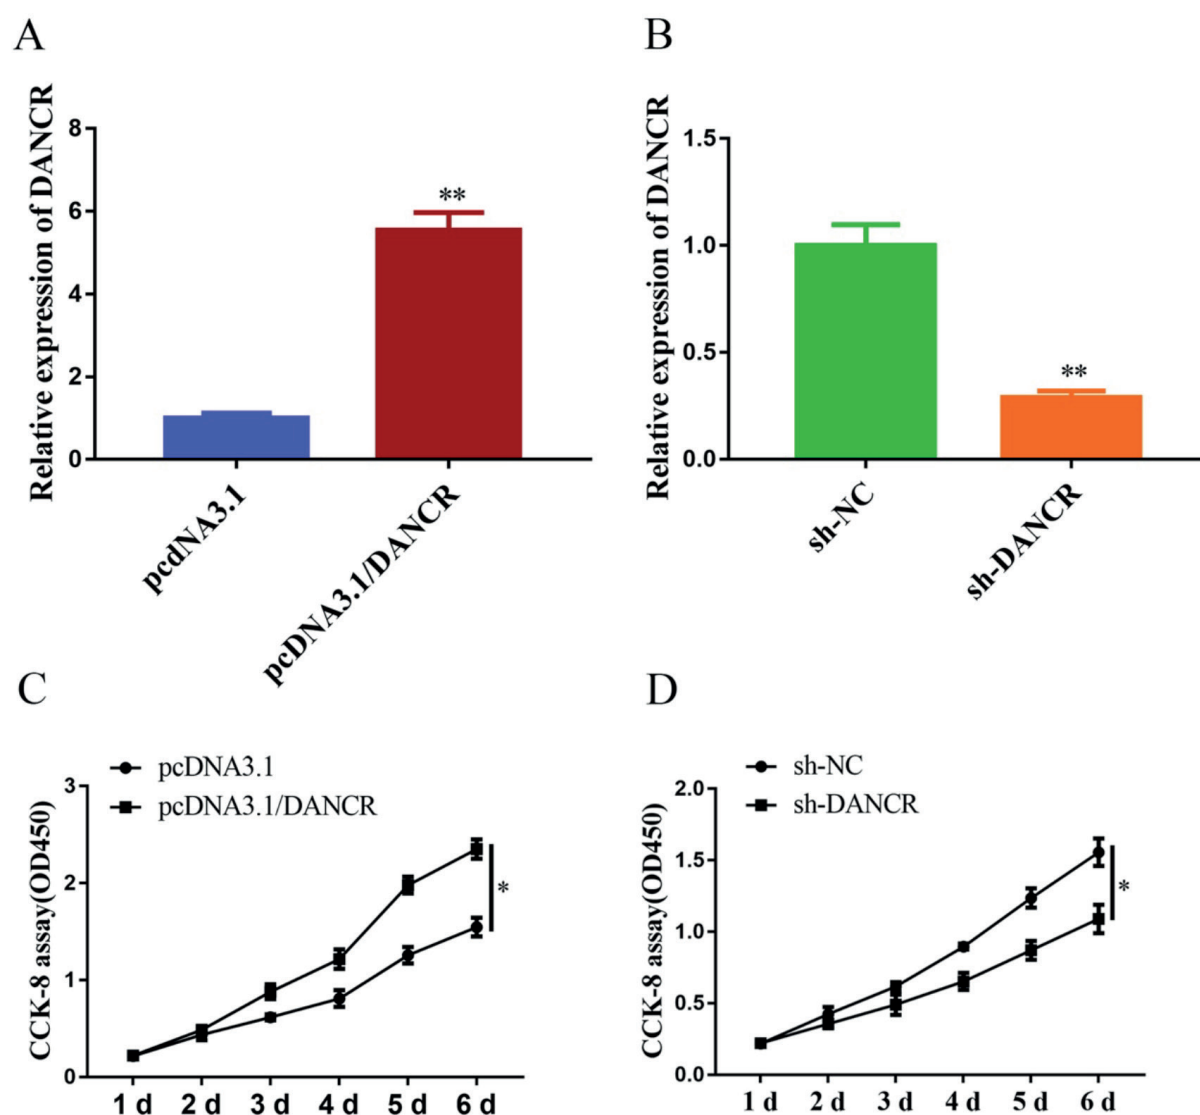 A
Relative expression of DANCR
8
6
4
2
0
**
pcdNA3.1
pcDNA3.1/DANCR
B
Relative expression of DANCR
1.5
1.0
0.5
0.0
**
sh-NC
sh-DANCR
C
pcDNA3.1
pcDNA3.1/DANCR
CCK-8 assay(OD450)
3
2
1
0
*
1 d 2 d 3 d 4 d 5 d 6 d
D
sh-NC
sh-DANCR
CCK-8 assay(OD450)
2.0
1.5
1.0
0.5
0.0
*
1 d 2 d 3 d 4 d 5 d 6 d